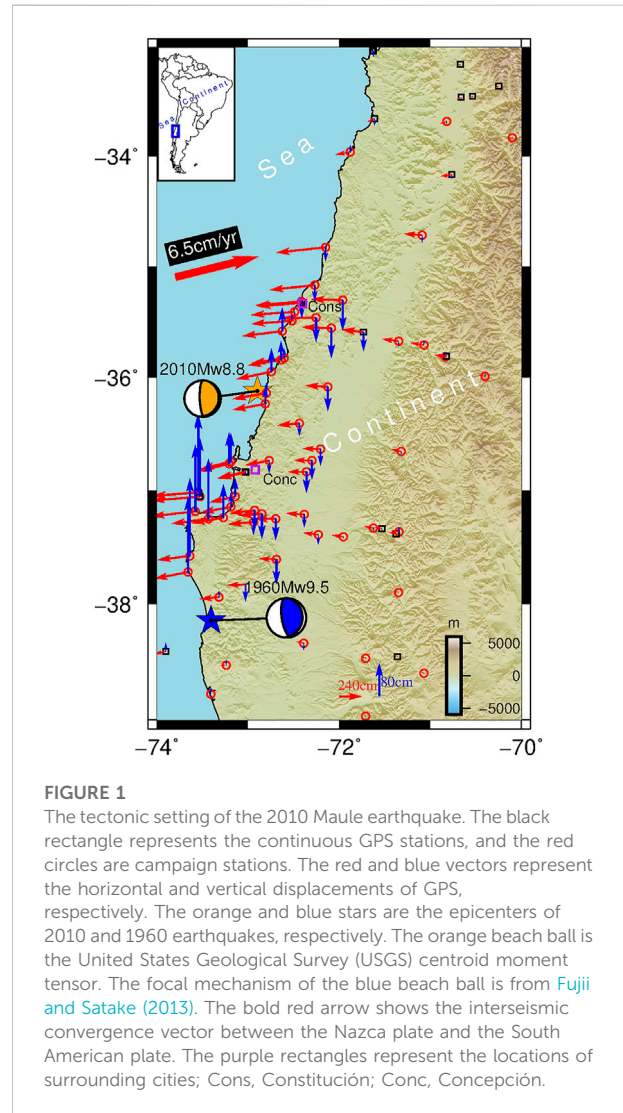 Sea Continent
Sea
−34°
6.5cm/yr
Cons
2010Mw8.8
−36°
Continent
Conc
1960Mw9.5
−38°
m
5000
0
−5000
240cm
80cm
−74° −72° −70°
FIGURE 1
The tectonic setting of the 2010 Maule earthquake. The black
rectangle represents the continuous GPS stations, and the red
circles are campaign stations. The red and blue vectors represent
the horizontal and vertical displacements of GPS,
respectively. The orange and blue stars are the epicenters of
2010 and 1960 earthquakes, respectively. The orange beach ball is
the United States Geological Survey (USGS) centroid moment
tensor. The focal mechanism of the blue beach ball is from Fujii
and Satake (2013). The bold red arrow shows the interseismic
convergence vector between the Nazca plate and the South
American plate. The purple rectangles represent the locations of
surrounding cities; Cons, Constitución; Conc, Concepción.